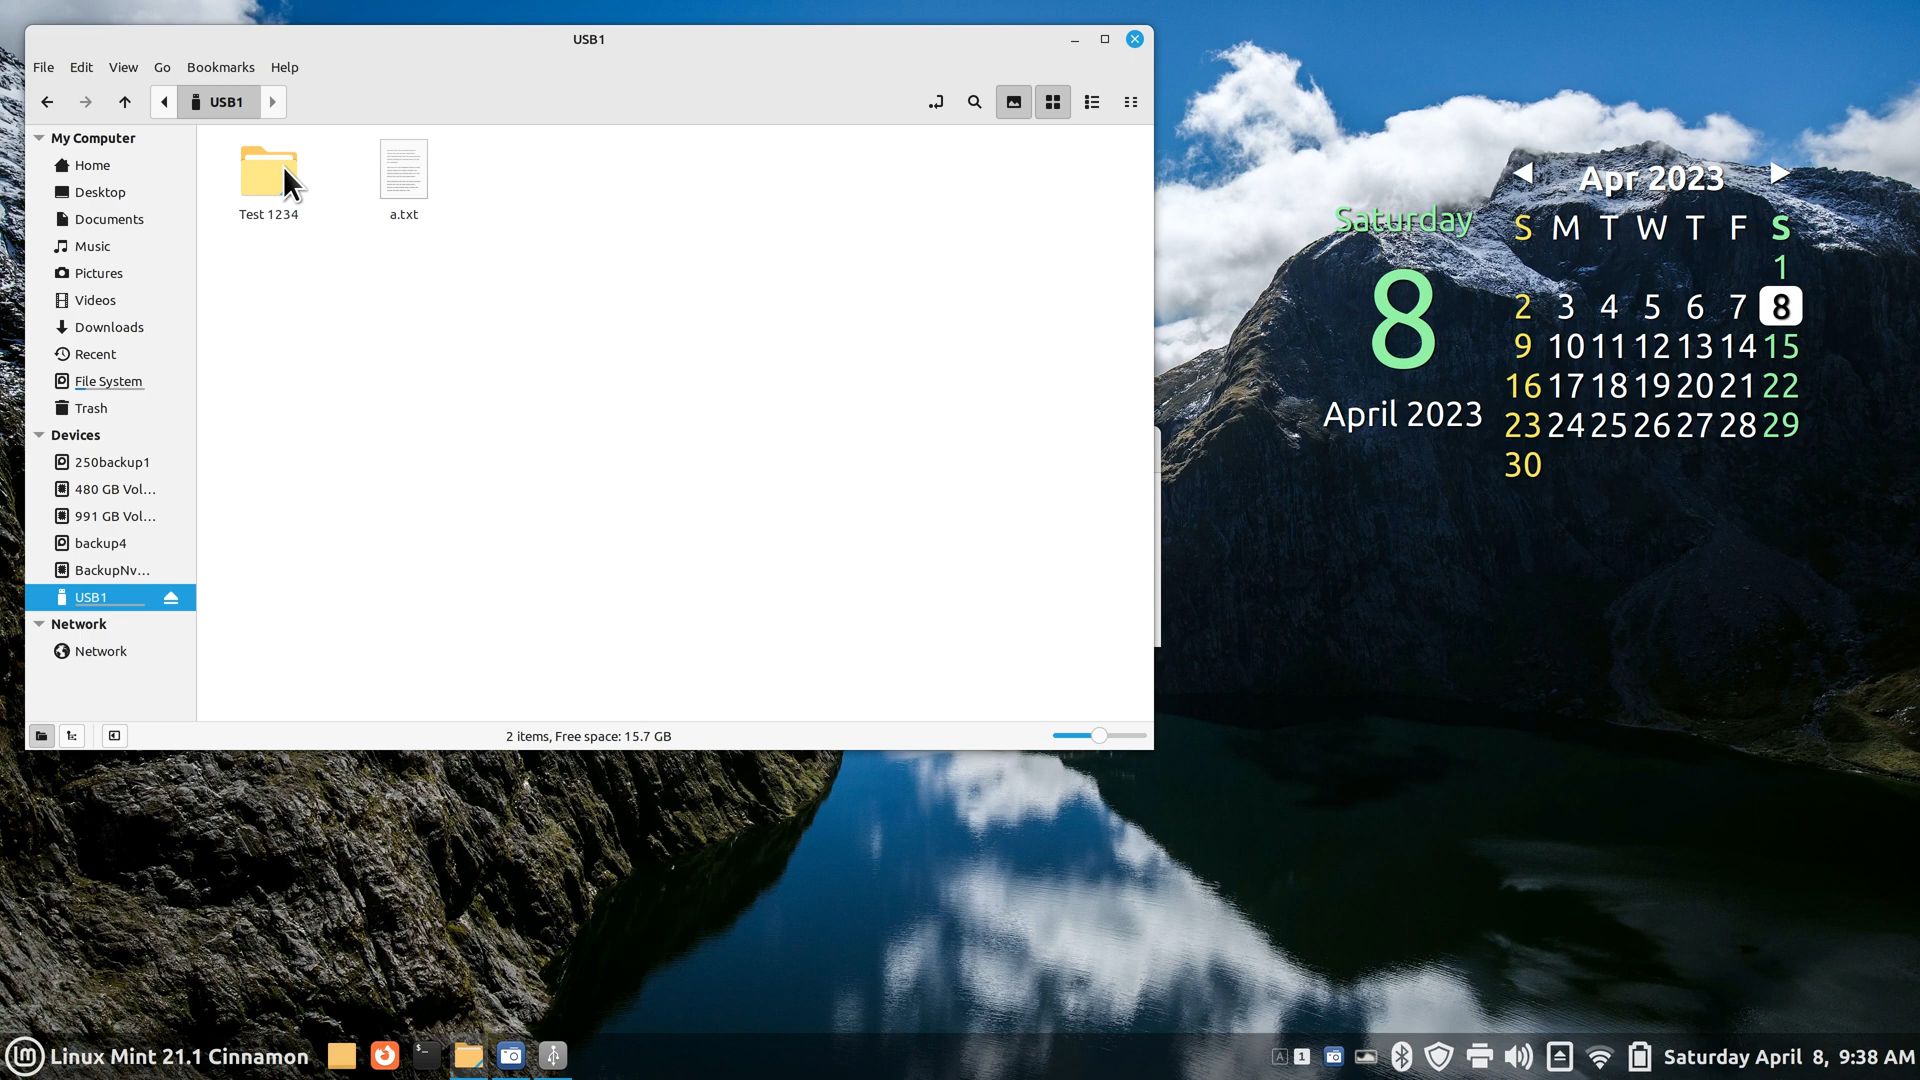 USB1
File Edit View Go Bookmarks Help
USB1
My Computer
Home
Desktop
Documents
Music
Pictures
Videos
Downloads
Recent
File System
Trash
Devices
250backup1
480 GB Vol...
991 GB Vol...
backup4
BackupNv...
USB1
Network
Network
Test 1234
a.txt
2 items, Free space: 15.7 GB
Saturday
8
April 2023
Apr 2023
S M T W T F S
1
2 3 4 5 6 7 8
9 10 11 12 13 14 15
16 17 18 19 20 21 22
23 24 25 26 27 28 29
30
Linux Mint 21.1 Cinnamon
A 1
Saturday April 8, 9:38 AM